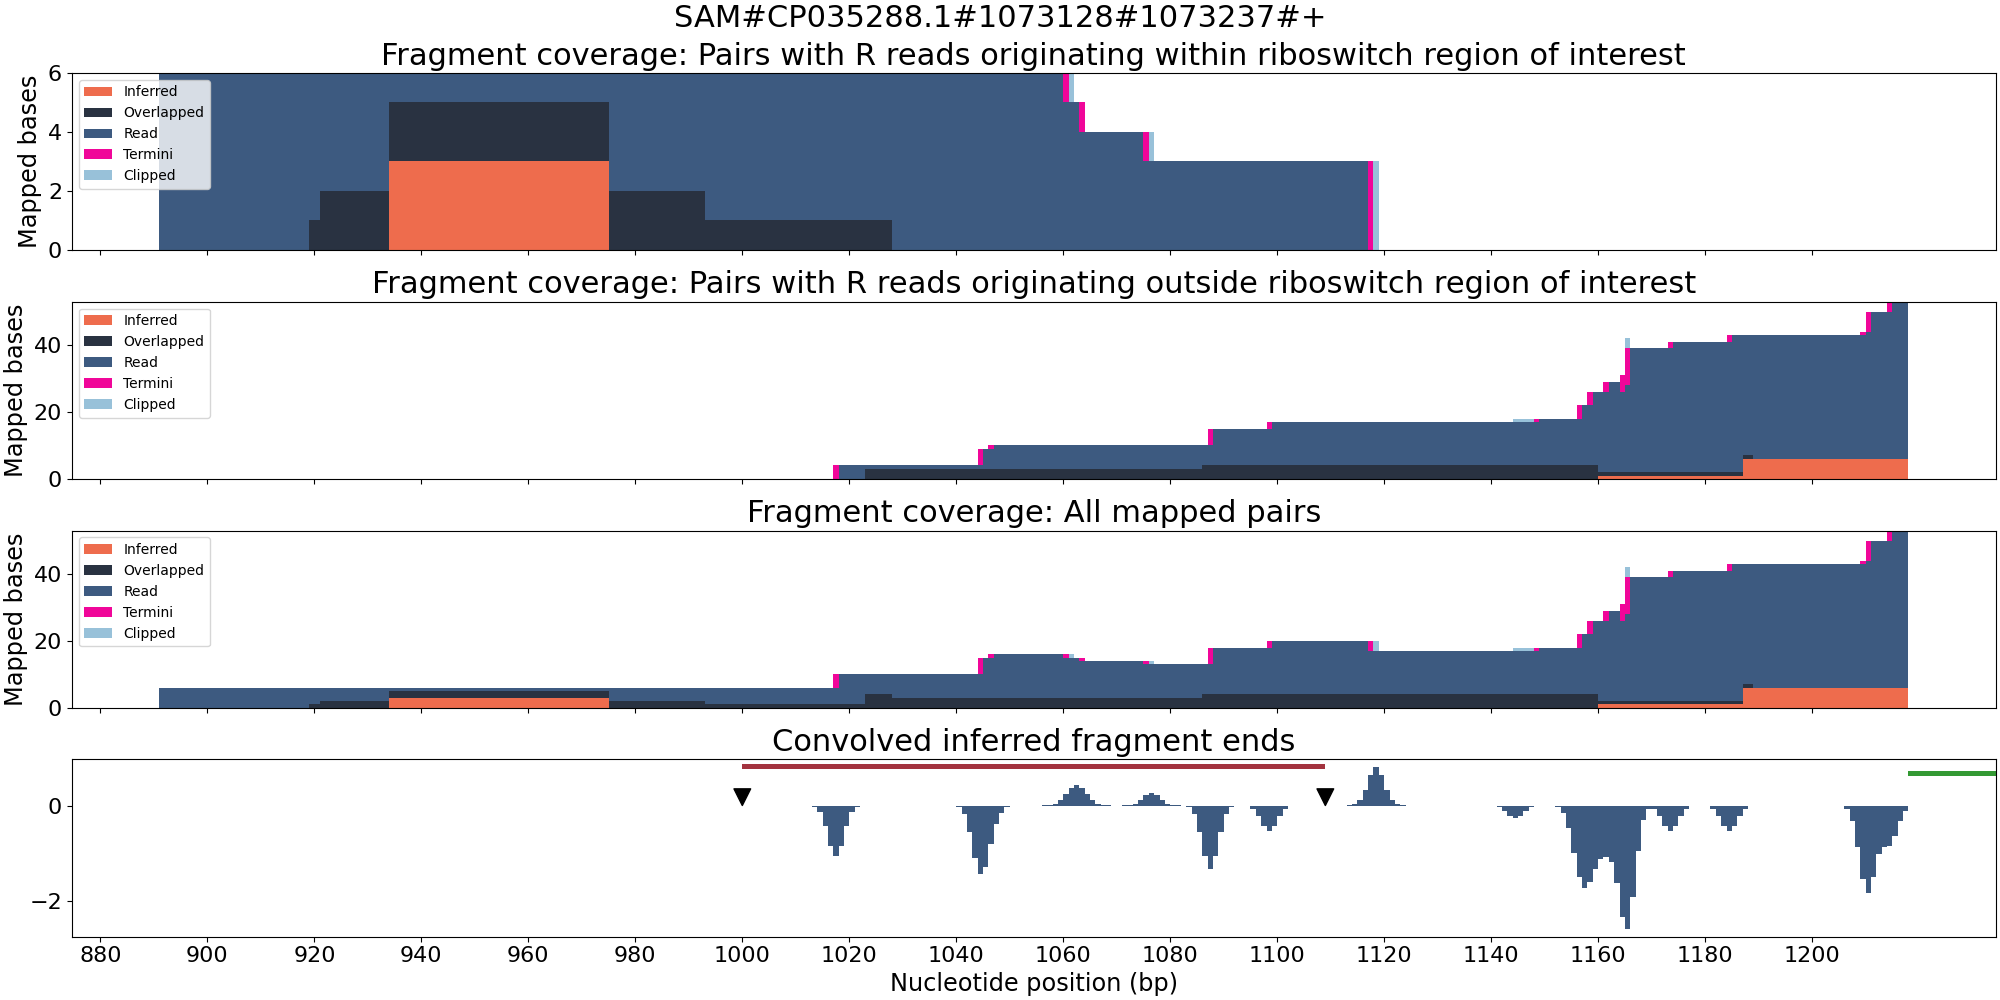 SAM#CP035288.1#1073128#1073237#+
Fragment coverage: Pairs with R reads originating within riboswitch region of interest
Mapped bases
6
4
2
0
Inferred
Overlapped
Read
Termini
Clipped
Fragment coverage: Pairs with R reads originating outside riboswitch region of interest
Mapped bases
40
20
0
Inferred
Overlapped
Read
Termini
Clipped
Fragment coverage: All mapped pairs
Mapped bases
40
20
0
Inferred
Overlapped
Read
Termini
Clipped
Convolved inferred fragment ends
0
−2
880 900 920 940 960 980 1000 1020 1040 1060 1080 1100 1120 1140 1160 1180 1200
Nucleotide position (bp)